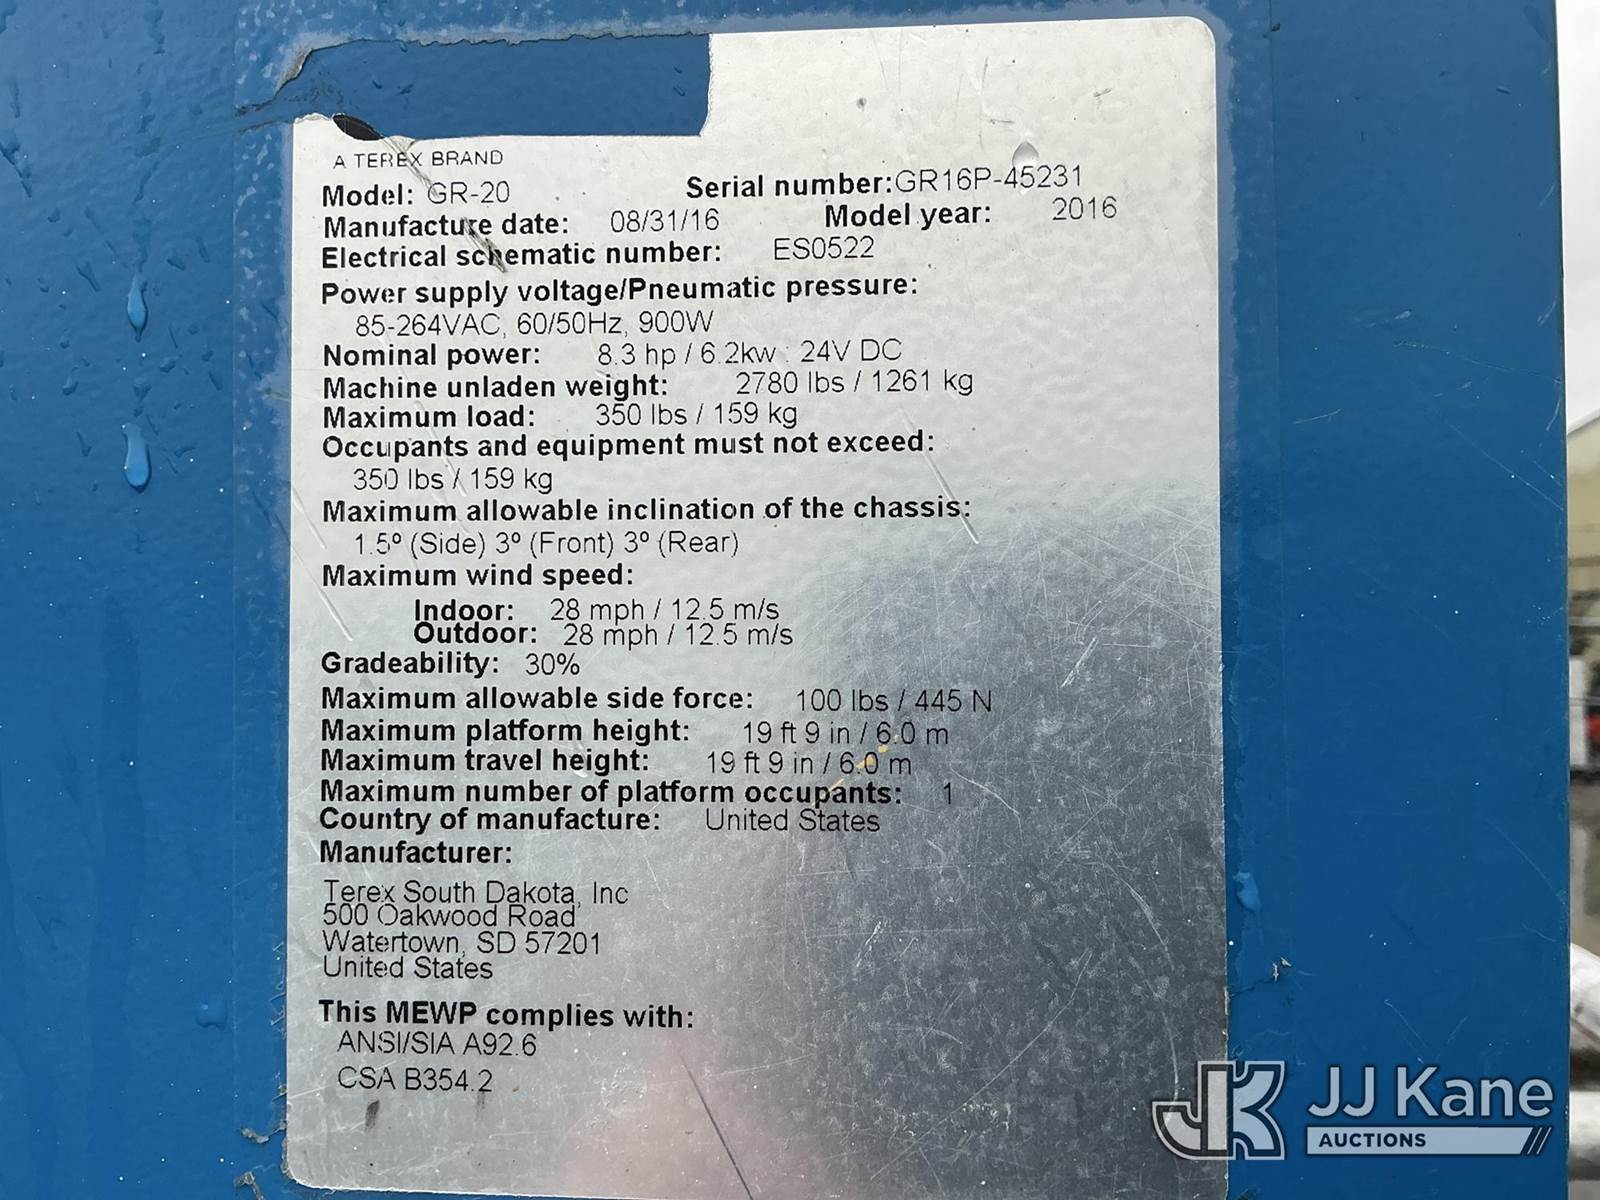 A TEREX BRAND
Model: GR-20 Serial number:GR16P-45231
Manufacture date: 08/31/16 Model year: 2016
Electrical schematic number: ES0522
Power supply voltage/Pneumatic pressure:
85-264VAC, 60/50Hz, 900W
Nominal power: 8.3 hp / 6.2kw : 24V DC
Machine unladen weight: 2780 lbs / 1261 kg
Maximum load: 350 lbs / 159 kg
Occupants and equipment must not exceed:
350 lbs / 159 kg
Maximum allowable inclination of the chassis:
1.5º (Side) 3º (Front) 3º (Rear)
Maximum wind speed:
Indoor: 28 mph / 12.5 m/s
Outdoor: 28 mph / 12.5 m/s
Gradeability: 30%
Maximum allowable side force: 100 lbs / 445 N
Maximum platform height: 19 ft 9 in / 6.0 m
Maximum travel height: 19 ft 9 in / 6.0 m
Maximum number of platform occupants: 1
Country of manufacture: United States
Manufacturer:
Terex South Dakota, Inc
500 Oakwood Road
Watertown, SD 57201
United States
This MEWP complies with:
ANSI/SIA A92.6
CSA B354.2
JK JJ Kane
AUCTIONS